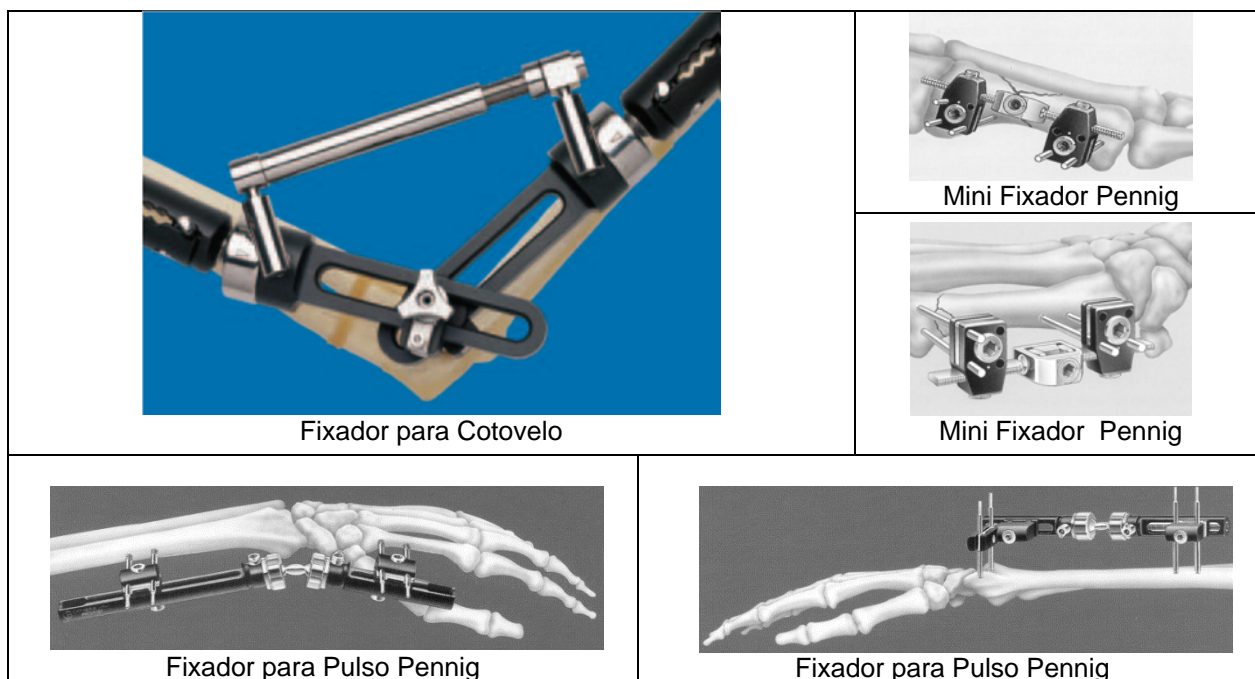 Fixador para Cotovelo
Mini Fixador Pennig
Mini Fixador Pennig
Fixador para Pulso Pennig
Fixador para Pulso Pennig